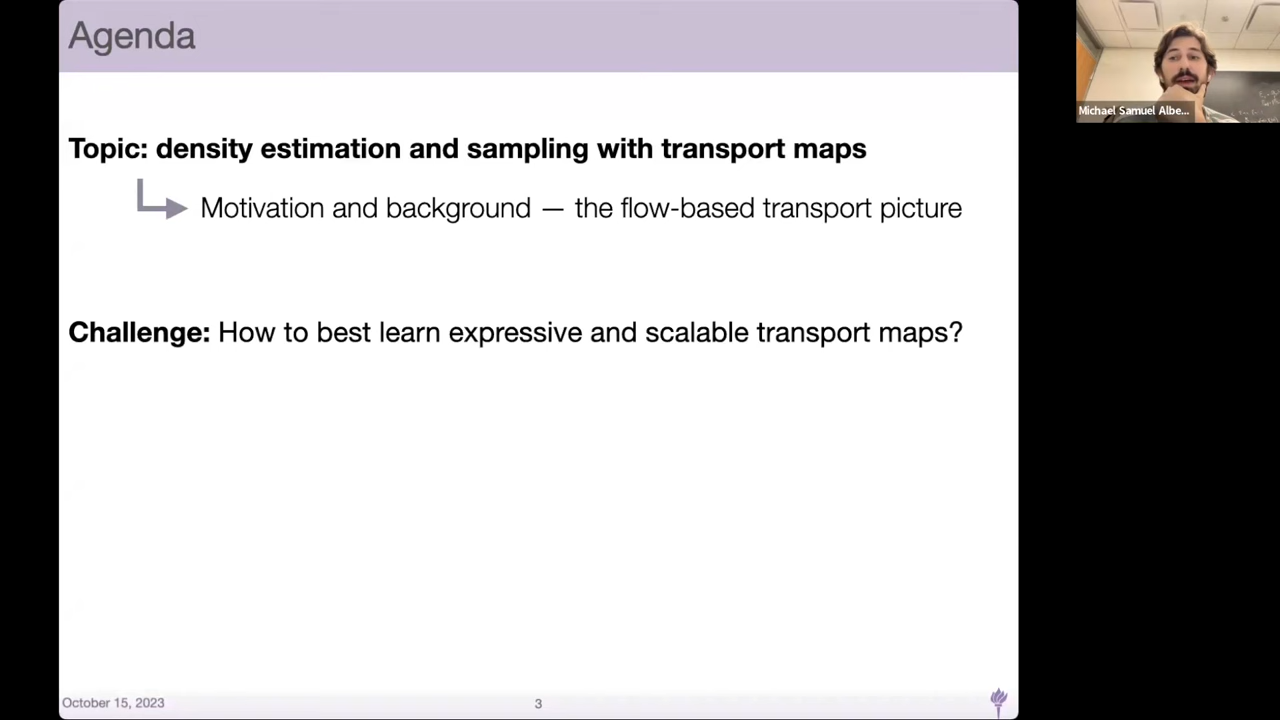 Agenda
Topic: density estimation and sampling with transport maps
Motivation and background — the flow-based transport picture
Challenge: How to best learn expressive and scalable transport maps?
October 15, 2023
3
Michael Samuel Albe...